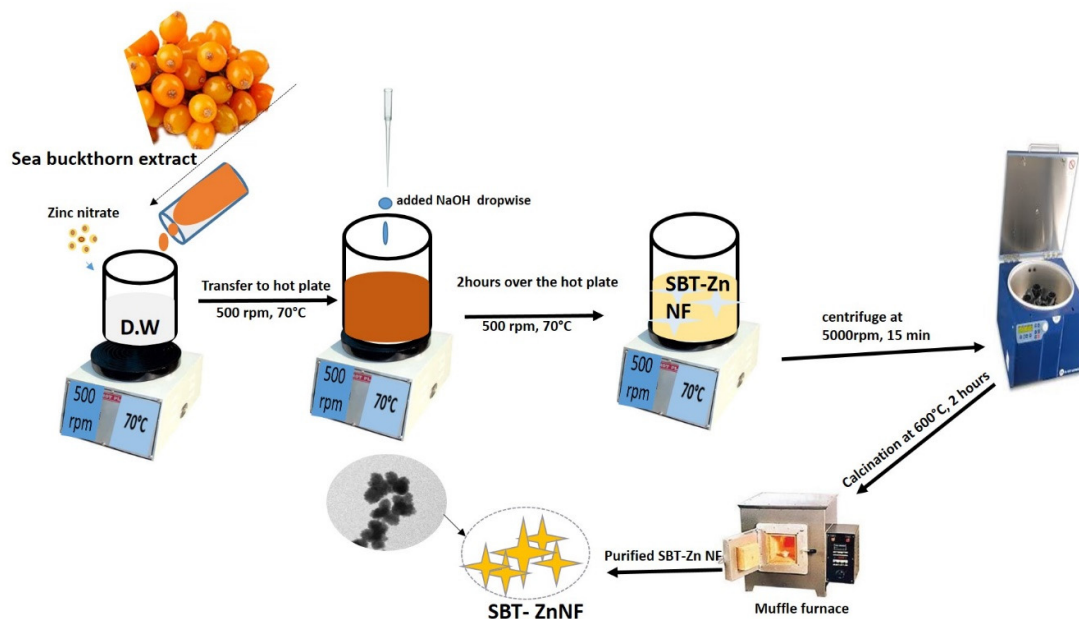 Sea buckthorn extract
Zinc nitrate
D.W
500
rpm
70°C
Transfer to hot plate
500 rpm, 70°C
added NaOH dropwise
500
rpm
70°C
2hours over the hot plate
500 rpm, 70°C
SBT-Zn
NF
500
rpm
70°C
centrifuge at
5000rpm, 15 min
Calcination at 600°C, 2 hours
Muffle furnace
Purified SBT-Zn NF
SBT- ZnNF